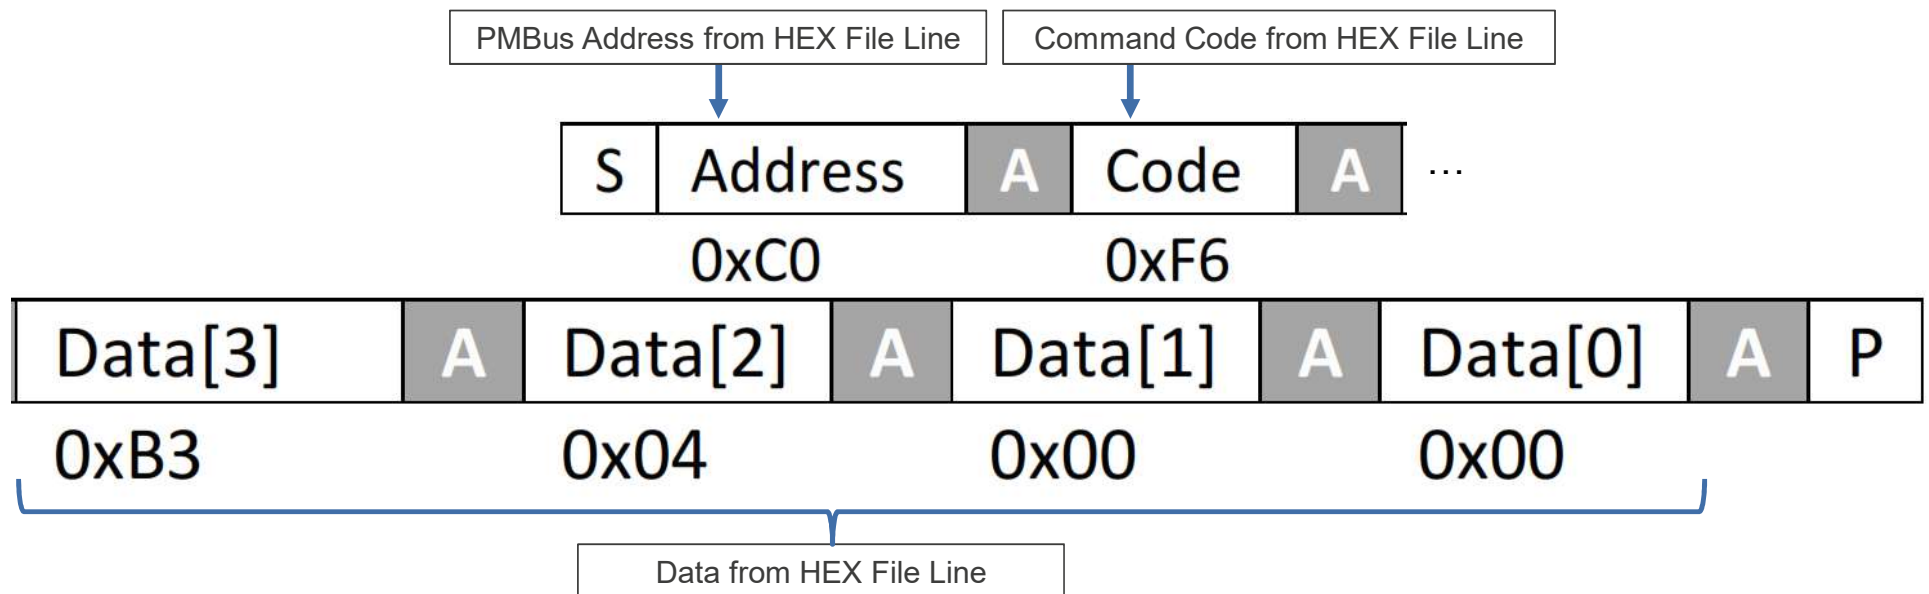 PMBus Address from HEX File Line Command Code from HEX File Line
S Address A Code A ...
0xC0 0xF6
Data[3] A Data[2] A Data[1] A Data[0] A P
0xB3 0x04 0x00 0x00
Data from HEX File Line